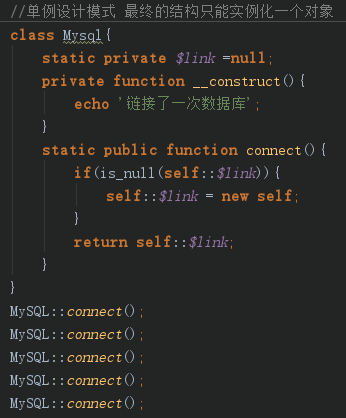 //单例设计模式 最终的结构只能实例化一个对象
class Mysql{
static private $link =null;
private function __construct(){
echo '链接了一次数据库';
}
static public function connect(){
if(is_null(self::$link)){
self::$link = new self;
}
return self::$link;
}
}
MySQL::connect();
MySQL::connect();
MySQL::connect();
MySQL::connect();
MySQL::connect();